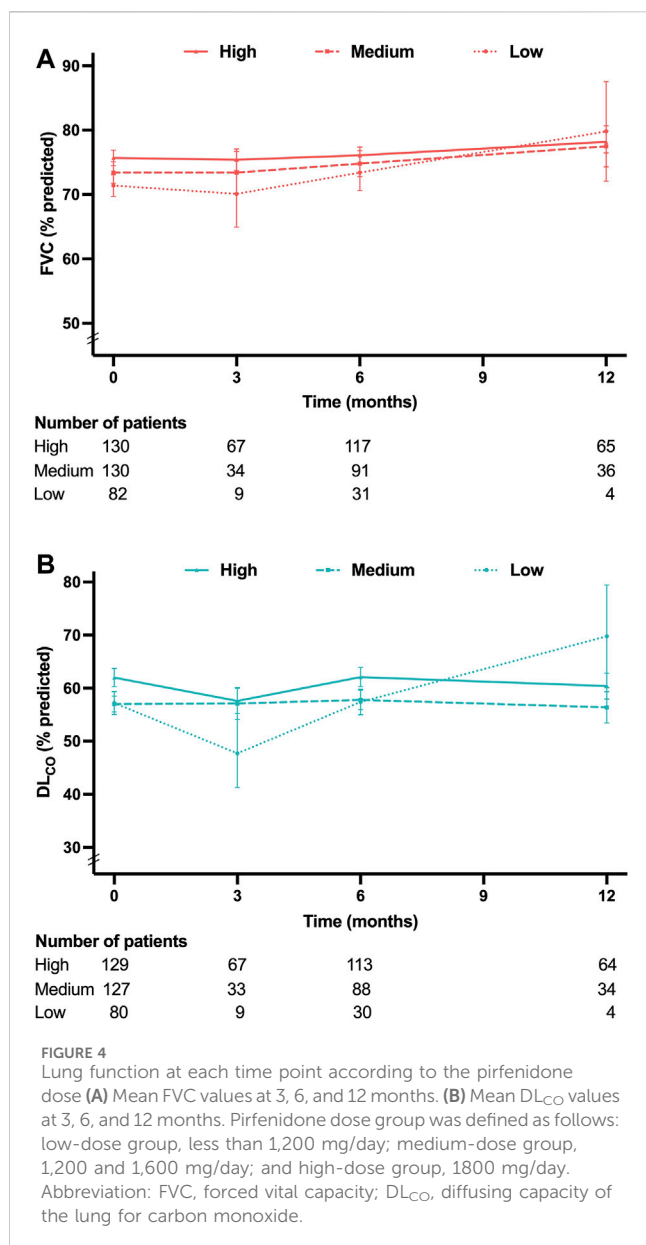 A
High Medium Low
90
80
70
60
50
FVC (% predicted)
0 3 6 9 12
Time (months)
Number of patients
High 130 67 117 65
Medium 130 34 91 36
Low 82 9 31 4
B
High Medium Low
80
70
60
50
40
30
DLCO (% predicted)
0 3 6 9 12
Time (months)
Number of patients
High 129 67 113 64
Medium 127 33 88 34
Low 80 9 30 4
FIGURE 4
Lung function at each time point according to the pirfenidone
dose (A) Mean FVC values at 3, 6, and 12 months. (B) Mean DLCO values
at 3, 6, and 12 months. Pirfenidone dose group was defined as follows:
low-dose group, less than 1,200 mg/day; medium-dose group,
1,200 and 1,600 mg/day; and high-dose group, 1800 mg/day.
Abbreviation: FVC, forced vital capacity; DLCO, diffusing capacity of
the lung for carbon monoxide.